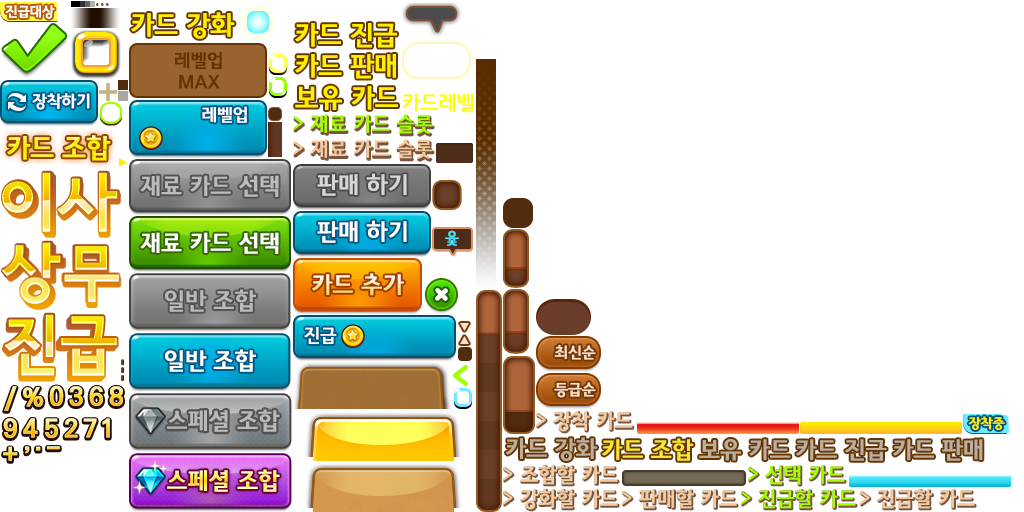 진급대상
장착하기
카드 조합
이사
상무
진급
/%0368
945271
+,·-
카드 강화
레벨업
MAX
레벨업
재료 카드 선택
재료 카드 선택
일반 조합
일반 조합
스페셜 조합
스페셜 조합
카드 진급
카드 판매
보유 카드
카드레벨
> 재료 카드 슬롯
> 재료 카드 슬롯
판매 하기
판매 하기
윷
카드 추가
진급
최신순
등급순
> 장착 카드
장착중
카드 강화 카드 조합 보유 카드 카드 진급 카드 판매
> 조합할 카드 > 선택 카드
> 강화할 카드 > 판매할 카드 > 진급할 카드 > 진급할 카드